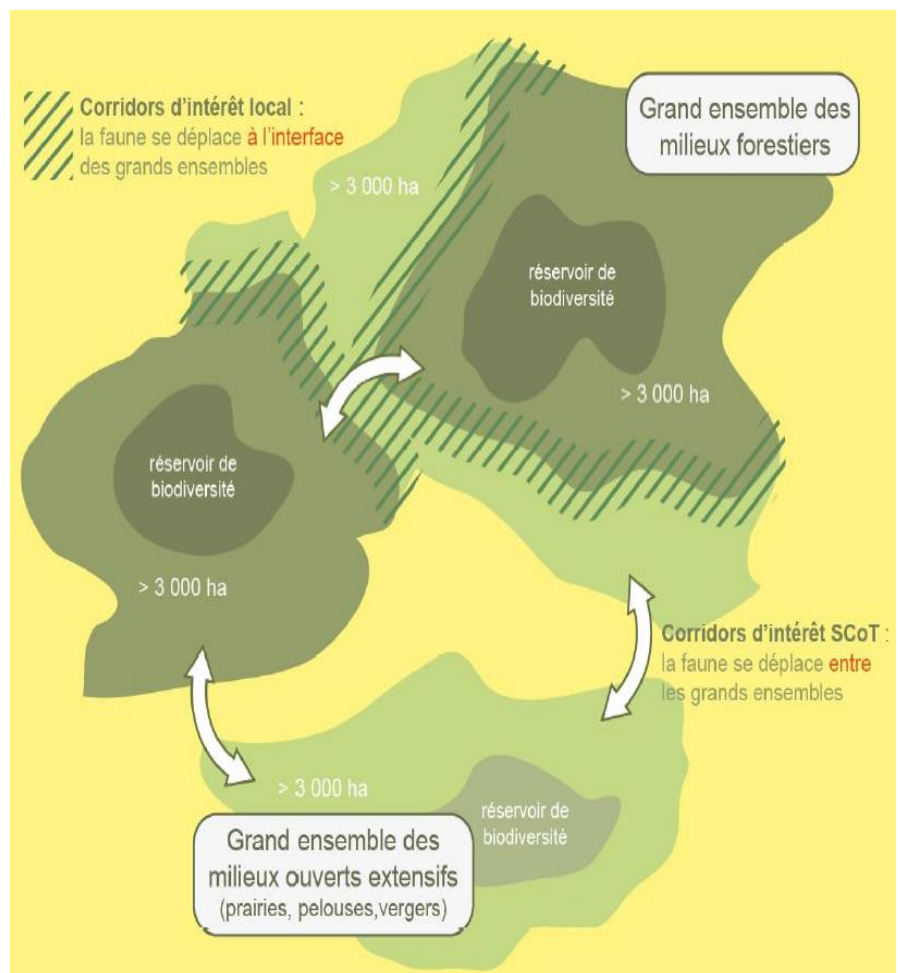 Corridors d'intérêt local :
la faune se déplace à l'interface
des grands ensembles
Grand ensemble des
milieux forestiers
> 3 000 ha
réservoir de
biodiversité
> 3 000 ha
réservoir de
biodiversité
> 3 000 ha
Corridors d'intérêt SCoT :
la faune se déplace entre
les grands ensembles
> 3 000 ha
réservoir de
biodiversité
Grand ensemble des
milieux ouverts extensifs
(prairies, pelouses,vergers)